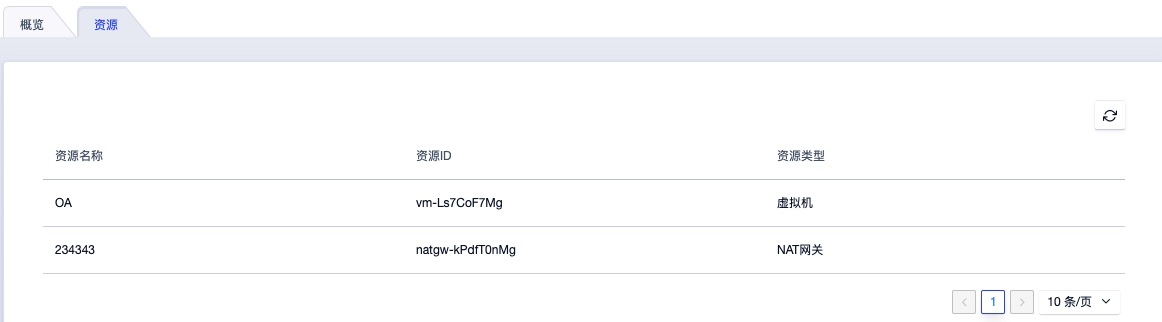 概览 资源
资源名称 资源ID 资源类型
OA vm-Ls7CoF7Mg 虚拟机
234343 natgw-kPdfT0nMg NAT网关
1 10 条/页